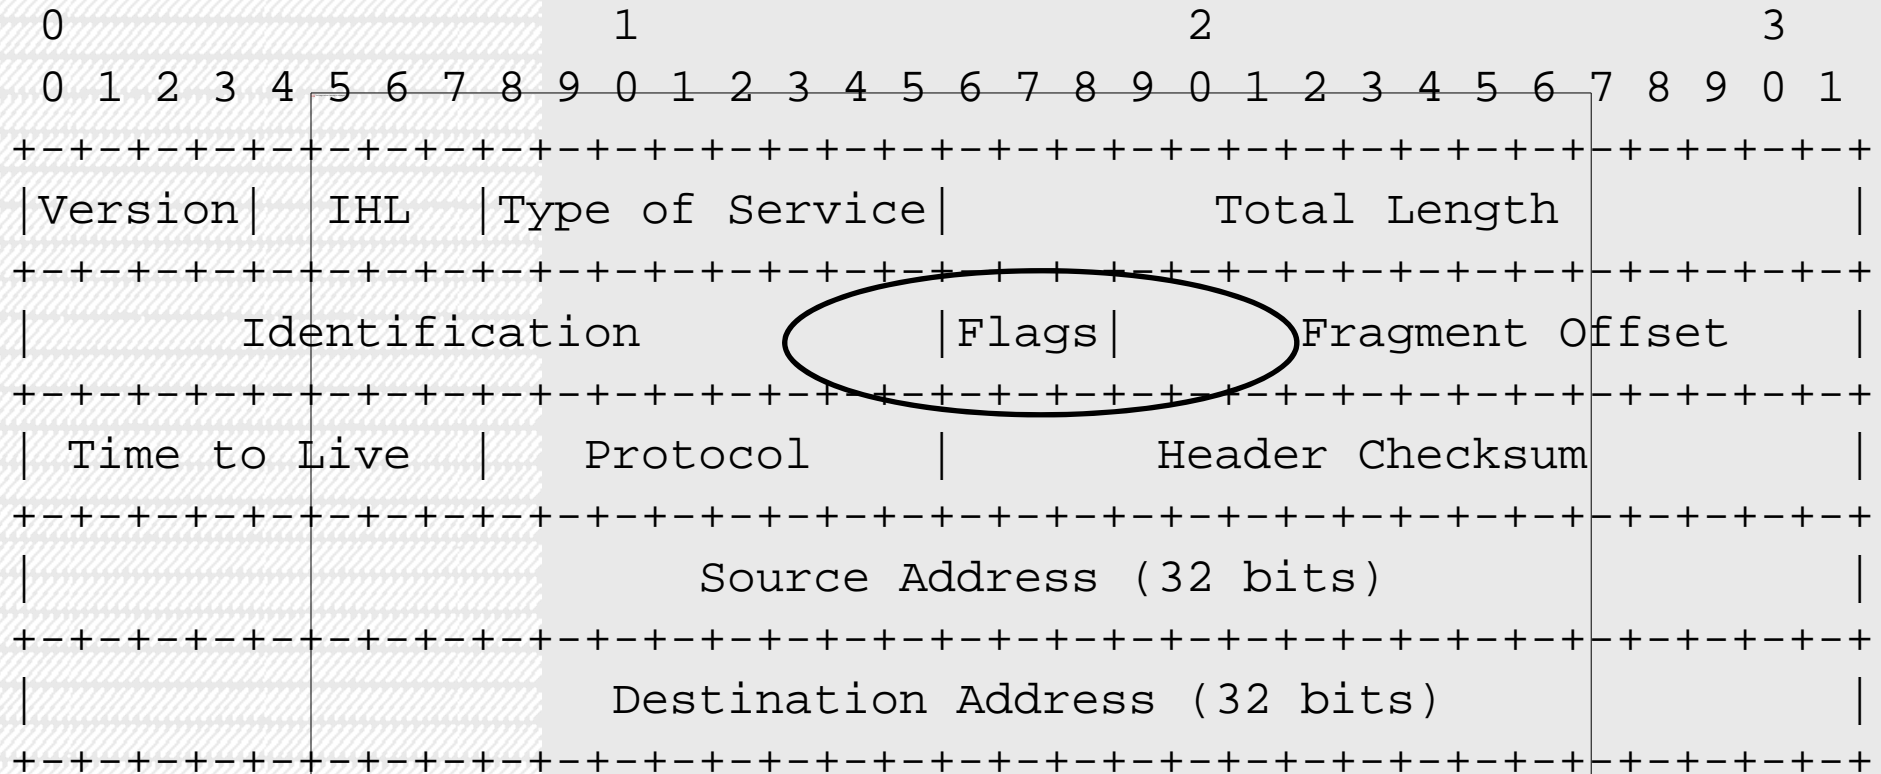 0                   1                   2                   3
0 1 2 3 4 5 6 7 8 9 0 1 2 3 4 5 6 7 8 9 0 1 2 3 4 5 6 7 8 9 0 1
+-+-+-+-+-+-+-+-+-+-+-+-+-+-+-+-+-+-+-+-+-+-+-+-+-+-+-+-+-+-+-+-+
|Version|  IHL  |Type of Service|         Total Length          |
+-+-+-+-+-+-+-+-+-+-+-+-+-+-+-+-+-+-+-+-+-+-+-+-+-+-+-+-+-+-+-+-+
|       Identification          |Flags|      Fragment Offset    |
+-+-+-+-+-+-+-+-+-+-+-+-+-+-+-+-+-+-+-+-+-+-+-+-+-+-+-+-+-+-+-+-+
| Time to Live  |   Protocol    |       Header Checksum         |
+-+-+-+-+-+-+-+-+-+-+-+-+-+-+-+-+-+-+-+-+-+-+-+-+-+-+-+-+-+-+-+-+
|                       Source Address (32 bits)                |
+-+-+-+-+-+-+-+-+-+-+-+-+-+-+-+-+-+-+-+-+-+-+-+-+-+-+-+-+-+-+-+-+
|                    Destination Address (32 bits)              |
+-+-+-+-+-+-+-+-+-+-+-+-+-+-+-+-+-+-+-+-+-+-+-+-+-+-+-+-+-+-+-+-+